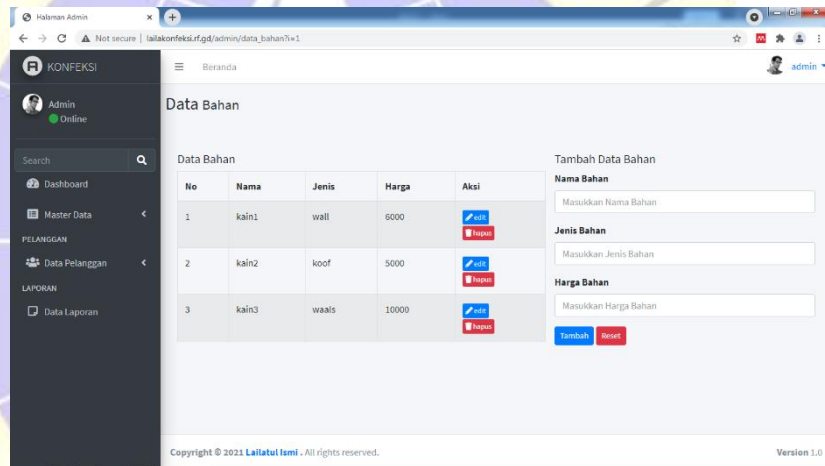 Halaman Admin
Not secure | lailakonfeksi.rf.gd/admin/data_bahan?i=1
KONFEKSI
Beranda
admin
Admin
Online
Data Bahan
Search
Dashboard
Master Data
PELANGGAN
Data Pelanggan
LAPORAN
Data Laporan
Data Bahan
No Nama Jenis Harga Aksi
1 kain1 wall 6000 edit
hapus
2 kain2 koof 5000 edit
hapus
3 kain3 waals 10000 edit
hapus
Tambah Data Bahan
Nama Bahan
Masukkan Nama Bahan
Jenis Bahan
Masukkan Jenis Bahan
Harga Bahan
Masukkan Harga Bahan
Tambah Reset
Copyright © 2021 Lailatul Ismi . All rights reserved.
Version 1.0